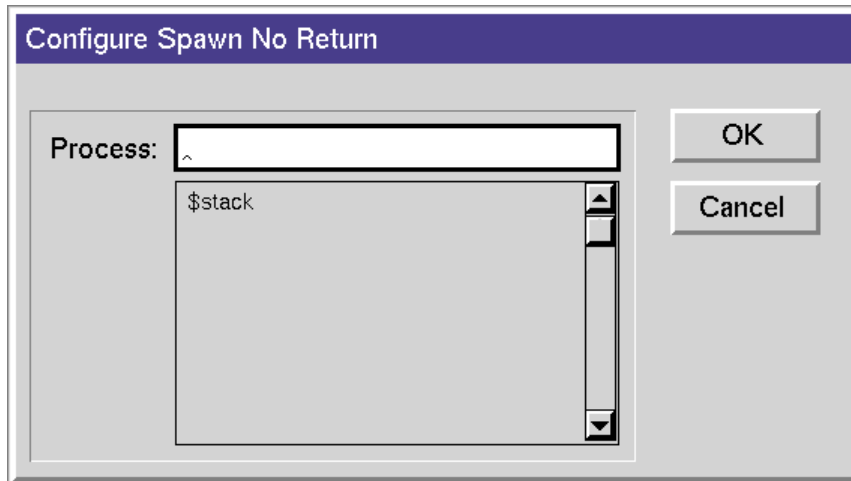 Configure Spawn No Return
Process:
^
$stack
OK
Cancel